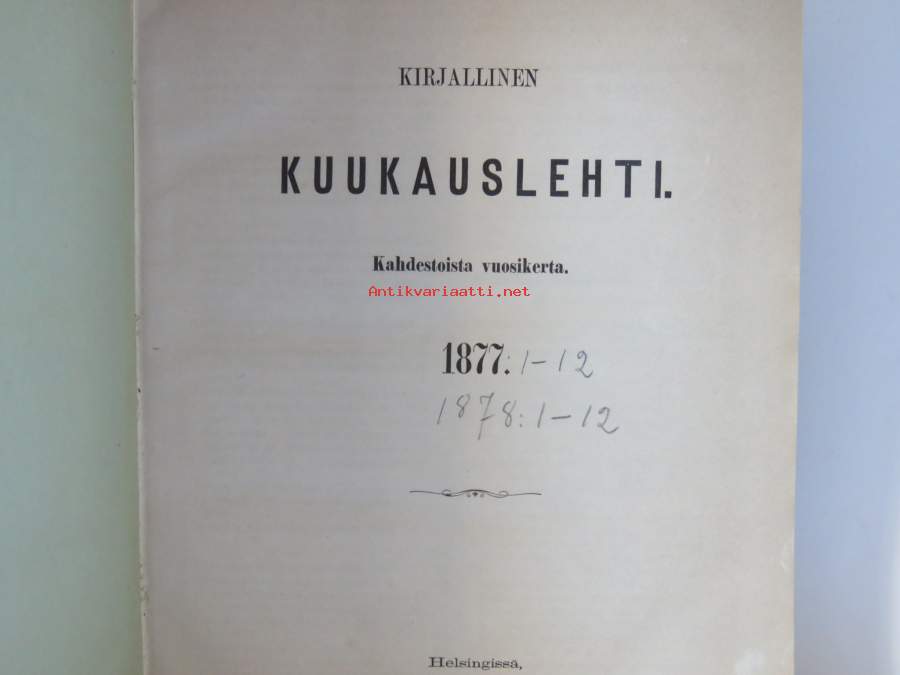 KIRJALLINEN
KUUKAUSLEHTI.
Kahdestoista vuosikerta.
Antikvariaatti.net
1877. : 1-12
1878: 1-12
Helsingissä,